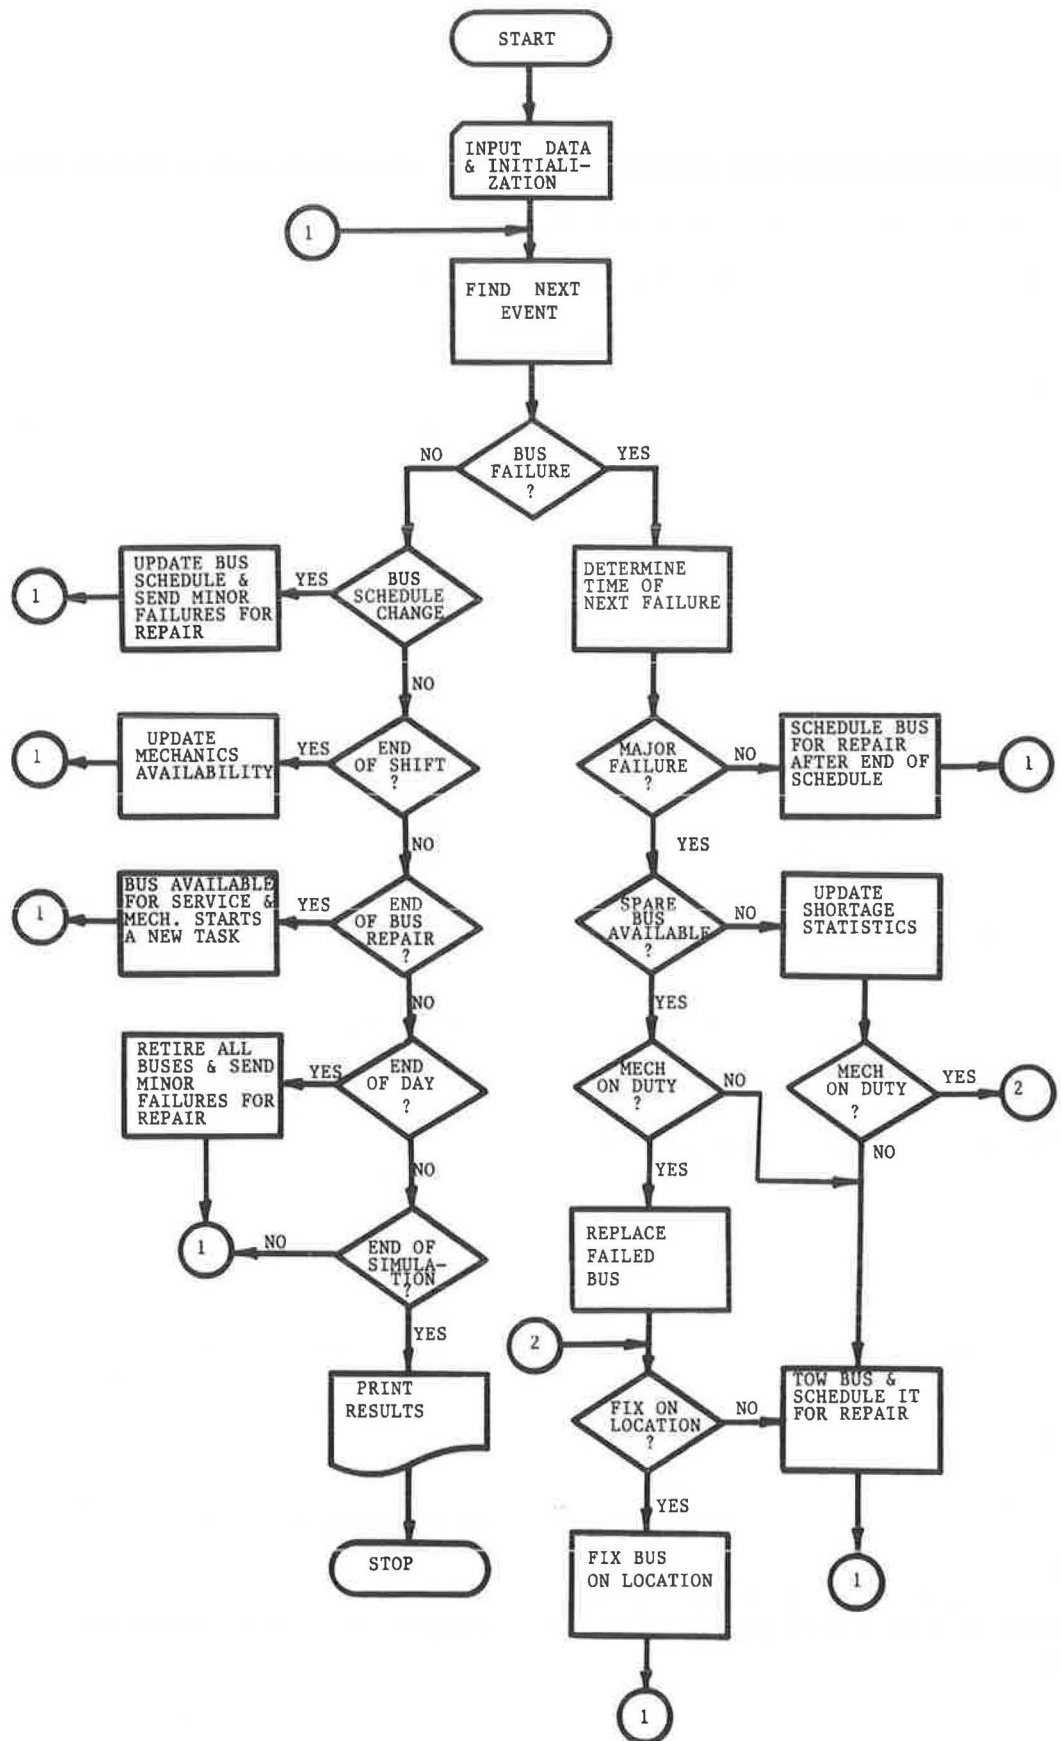 START
INPUT DATA
& INITIALI-
ZATION
1
FIND NEXT
EVENT
NO
BUS
FAILURE
?
YES
1
UPDATE BUS
SCHEDULE &
SEND MINOR
FAILURES FOR
REPAIR
YES
BUS
SCHEDULE
CHANGE
DETERMINE
TIME OF
NEXT FAILURE
NO
1
UPDATE
MECHANICS
AVAILABILITY
YES
END
OF SHIFT
?
MAJOR
FAILURE
?
NO
SCHEDULE BUS
FOR REPAIR
AFTER END OF
SCHEDULE
1
NO
YES
1
BUS AVAILABLE
FOR SERVICE &
MECH. STARTS
A NEW TASK
YES
END
OF BUS
REPAIR
?
SPARE
BUS
AVAILABLE
?
NO
UPDATE
SHORTAGE
STATISTICS
NO
YES
RETIRE ALL
BUSES & SEND
MINOR
FAILURES FOR
REPAIR
YES
END
OF DAY
?
MECH
ON DUTY
?
NO
MECH
ON DUTY
?
YES
2
NO
YES
NO
1
NO
END OF
SIMULA-
TION
?
REPLACE
FAILED
BUS
YES
2
PRINT
RESULTS
FIX ON
LOCATION
?
NO
TOW BUS &
SCHEDULE IT
FOR REPAIR
YES
STOP
FIX BUS
ON LOCATION
1
1